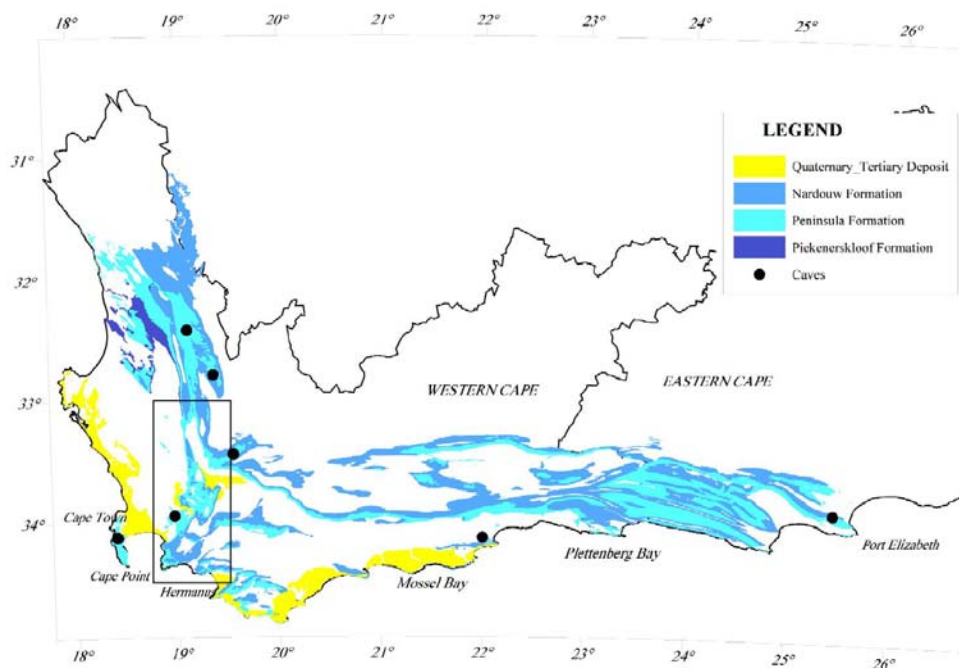 18° 19° 20° 21° 22° 23° 24° 25° 26°
LEGEND
Quaternary_Tertiary Deposit
Nardouw Formation
Peninsula Formation
Piekenerskloof Formation
Caves
31°
32°
33°
34°
WESTERN CAPE
EASTERN CAPE
Cape Town
Cape Point
Hermanus
Mossel Bay
Plettenberg Bay
Port Elizabeth
18° 19° 20° 21° 22° 23° 24° 25° 26°